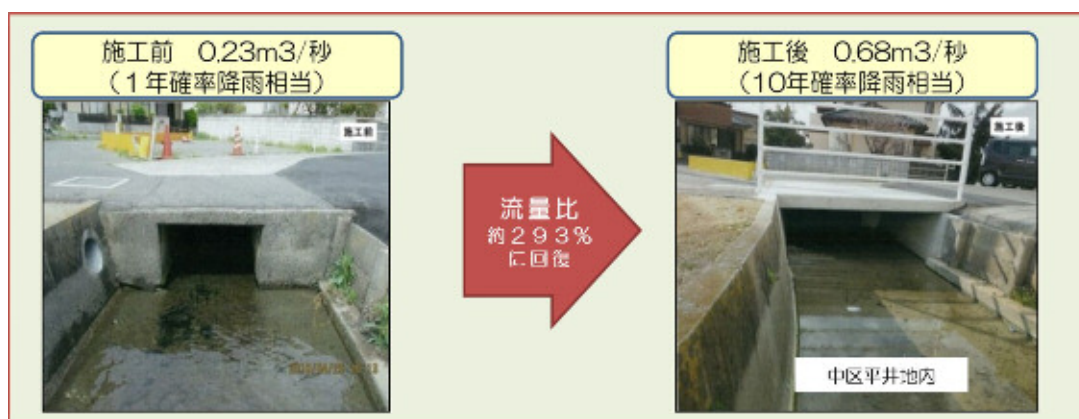 施工前 0.23m3/秒
(1年確率降雨相当)
施工前
流量比
約293%
に回復
施工後 0.68m3/秒
(10年確率降雨相当)
施工後
中区平井地内